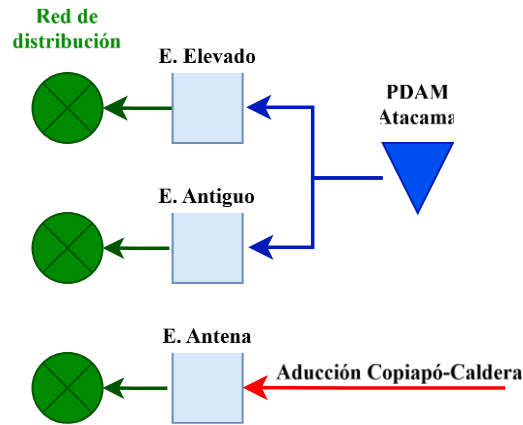 Red de
distribución
E. Elevado
PDAM
Atacama
E. Antiguo
E. Antena
Aducción Copiapó-Caldera